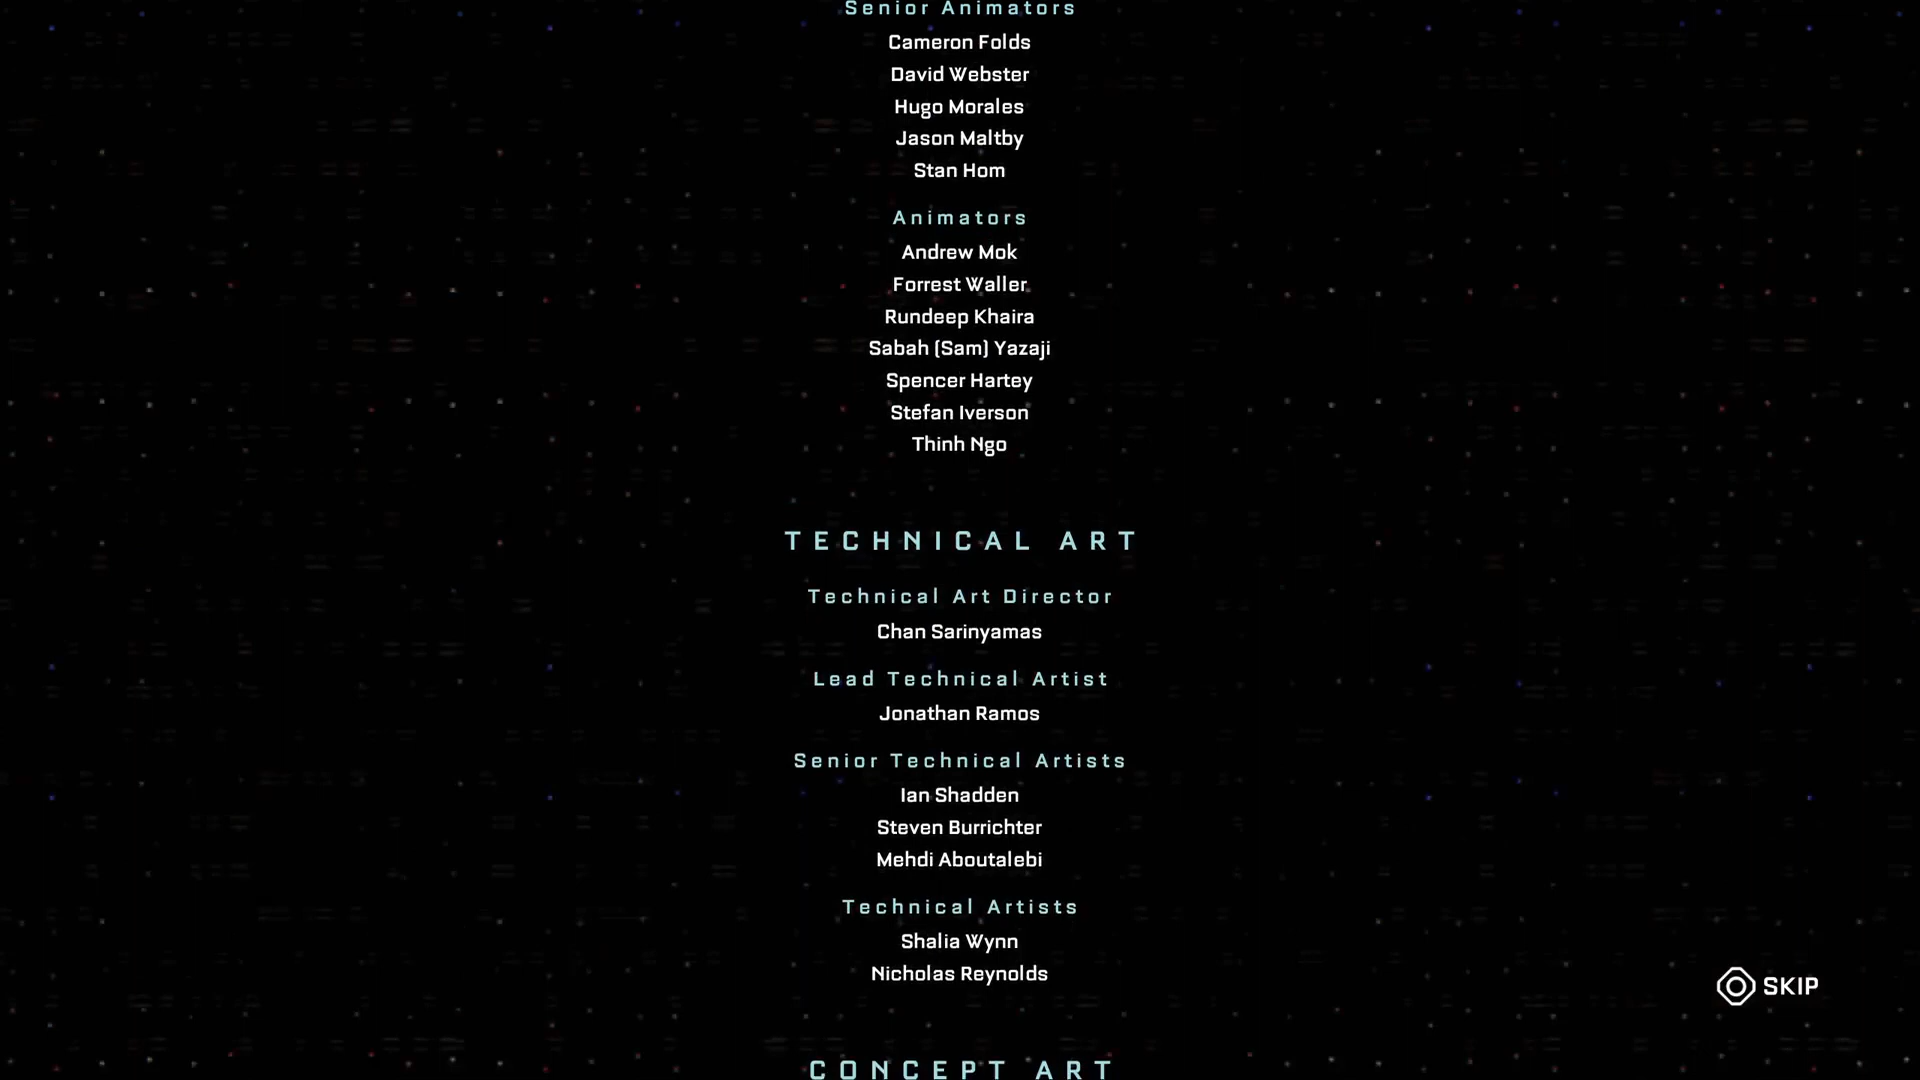 Senior Animators
Cameron Folds
David Webster
Hugo Morales
Jason Maltby
Stan Hom
Animators
Andrew Mok
Forrest Waller
Rundeep Khaira
Sabah (Sam) Yazaji
Spencer Hartey
Stefan Iverson
Thinh Ngo
TECHNICAL ART
Technical Art Director
Chan Sarinyamas
Lead Technical Artist
Jonathan Ramos
Senior Technical Artists
Ian Shadden
Steven Burrichter
Mehdi Aboutalebi
Technical Artists
Shalia Wynn
Nicholas Reynolds
SKIP
CONCEPT ART